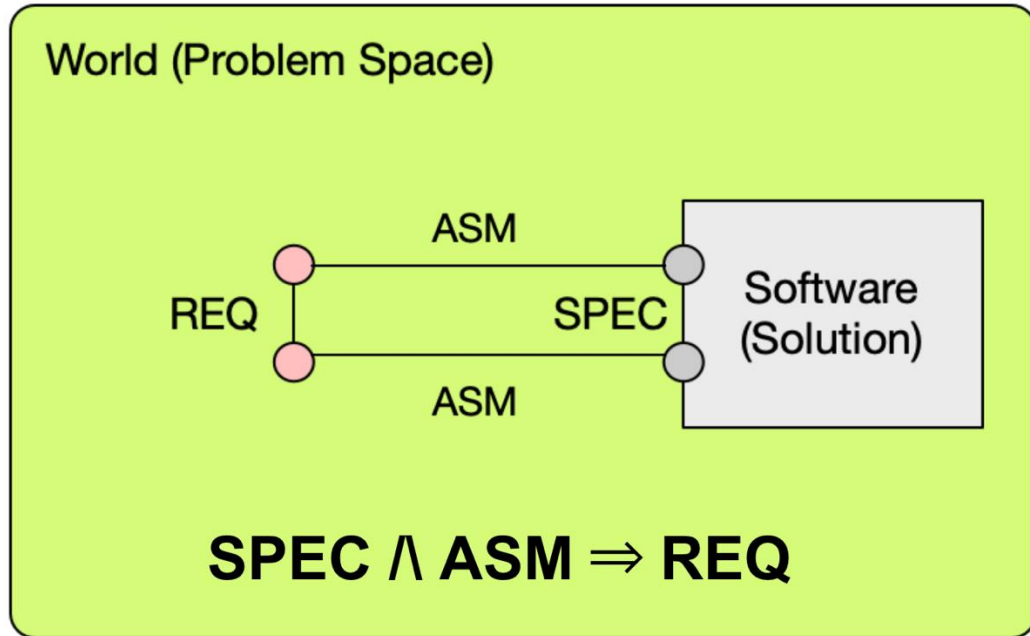 World (Problem Space)
ASM
REQ
SPEC
Software
(Solution)
ASM
SPEC /\ ASM ⇒ REQ